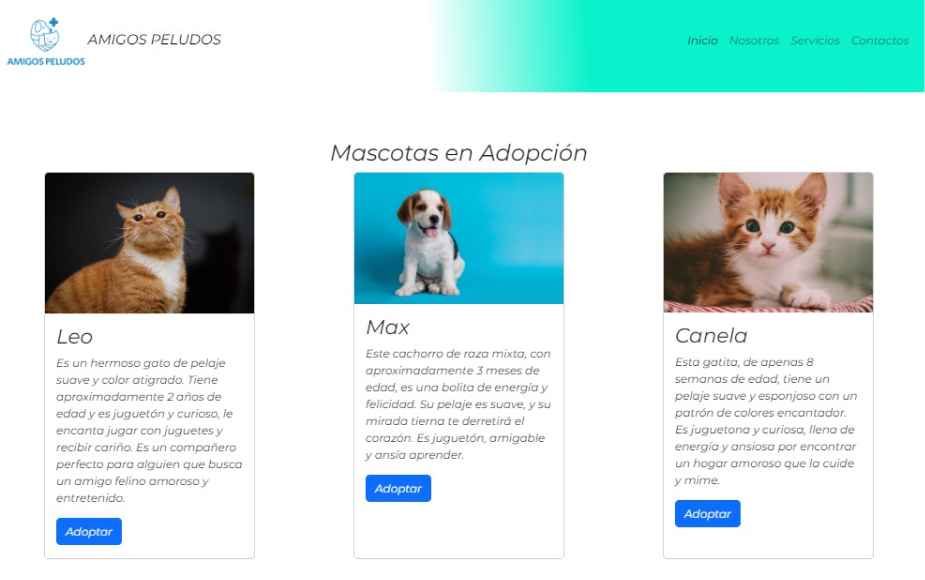 AMIGOS PELUDOS
AMIGOS PELUDOS
Inicio Nosotros Servicios Contactos
Mascotas en Adopción
Leo
Es un hermoso gato de pelaje
suave y color atigrado. Tiene
aproximadamente 2 años de
edad y es juguetón y curioso, le
encanta jugar con juguetes y
recibir cariño. Es un compañero
perfecto para alguien que busca
un amigo felino amoroso y
entretenido.
Adoptar
Max
Este cachorro de raza mixta, con
aproximadamente 3 meses de
edad, es una bolita de energía y
felicidad. Su pelaje es suave, y su
mirada tierna te derretirá el
corazón. Es juguetón, amigable
y ansía aprender.
Adoptar
Canela
Esta gatita, de apenas 8
semanas de edad, tiene un
pelaje suave y esponjoso con un
patrón de colores encantador.
Es juguetona y curiosa, llena de
energía y ansiosa por encontrar
un hogar amoroso que la cuide
y mime.
Adoptar